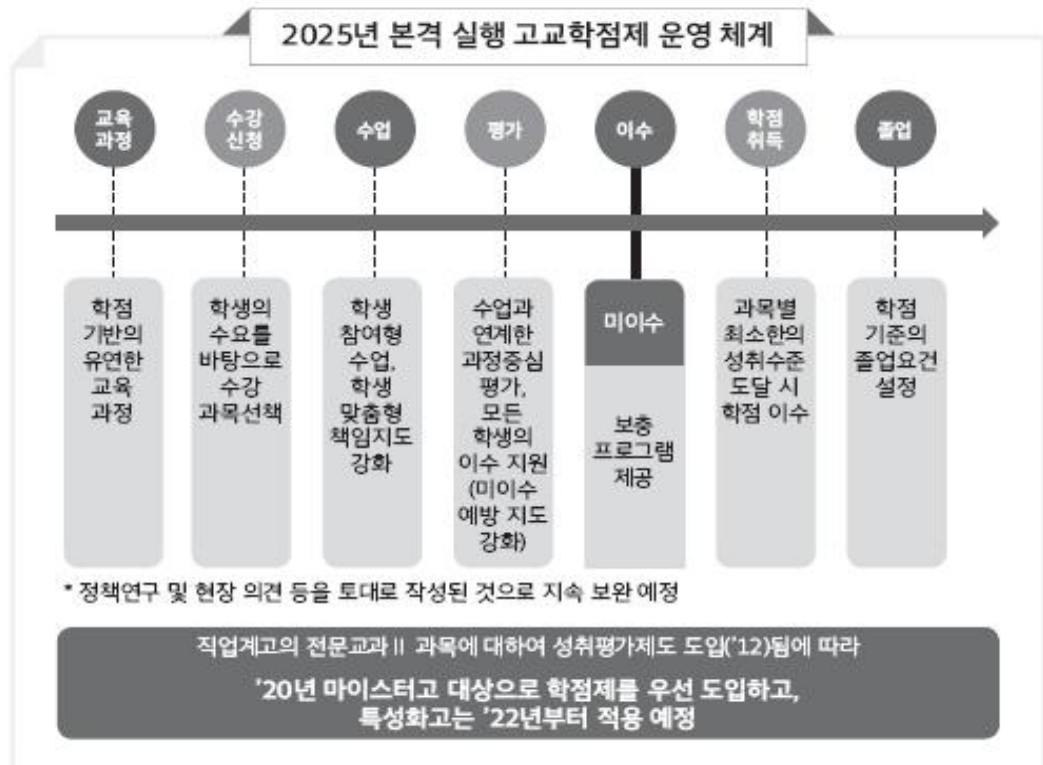 2025년 본격 실행 고교학점제 운영 체계
교육
과정
수강
신청
수업
평가
이수
학점
취득
졸업
학점
기반의
유연한
교육
과정
학생의
수요를
바탕으로
수강
과목선책
학생
참여형
수업,
학생
맞춤형
책임지도
강화
수업과
연계한
과정중심
평가,
모든
학생의
이수 지원
(미이수
예방 지도
강화)
미이수
보충
프로그램
제공
과목별
최소한의
성취수준
도달 시
학점 이수
학점
기준의
졸업요건
설정
* 정책연구 및 현장 의견 등을 토대로 작성된 것으로 지속 보완 예정
직업계고의 전문교과Ⅱ 과목에 대하여 성취평가제도 도입('12)됨에 따라
'20년 마이스터고 대상으로 학점제를 우선 도입하고,
특성화고는 '22년부터 적용 예정